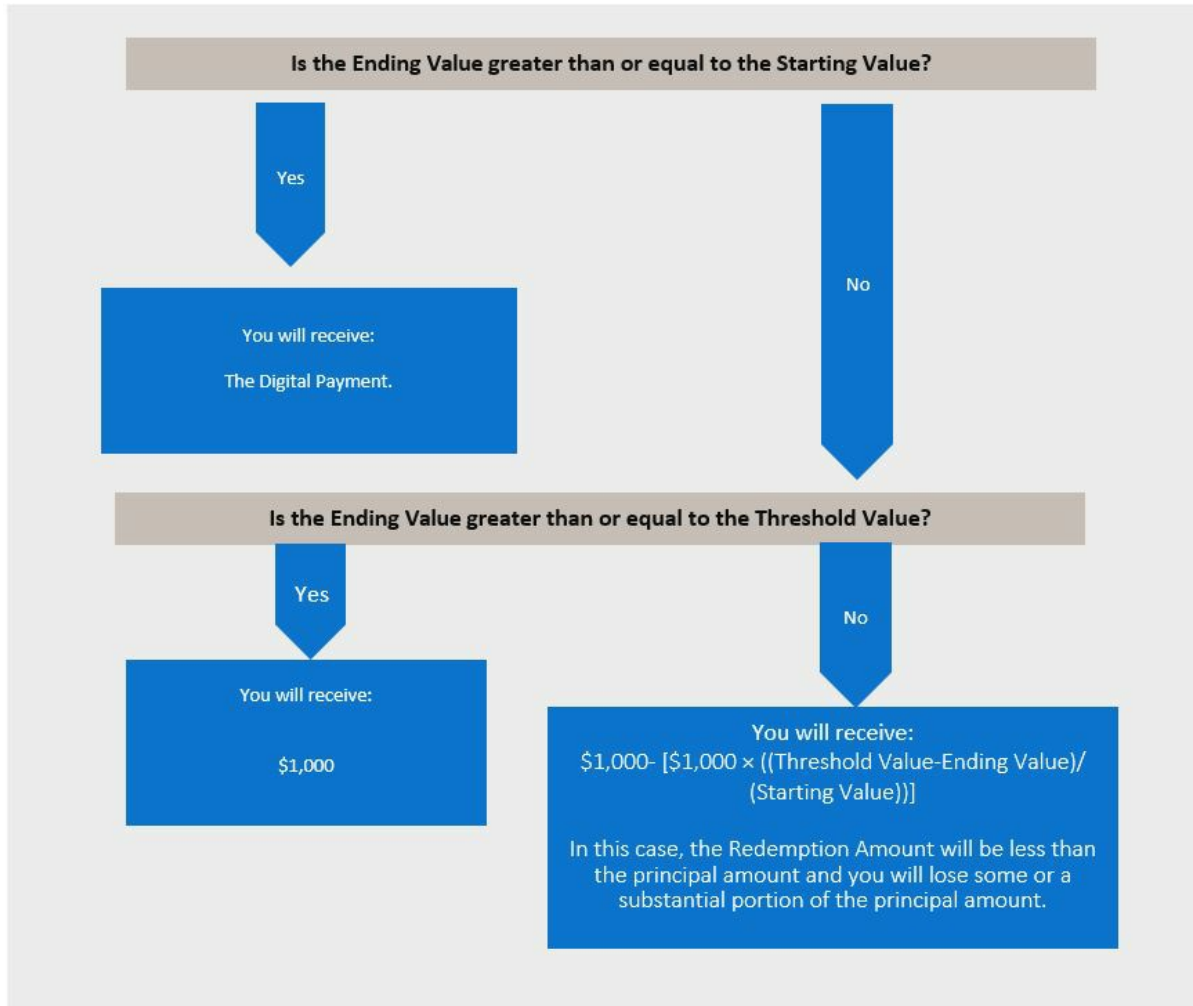 Is the Ending Value greater than or equal to the Starting Value?
Yes
No
You will receive:
The Digital Payment.
Is the Ending Value greater than or equal to the Threshold Value?
Yes
No
You will receive:
$1,000
You will receive:
$1,000- [$1,000 × ((Threshold Value-Ending Value)/
(Starting Value))]
In this case, the Redemption Amount will be less than
the principal amount and you will lose some or a
substantial portion of the principal amount.